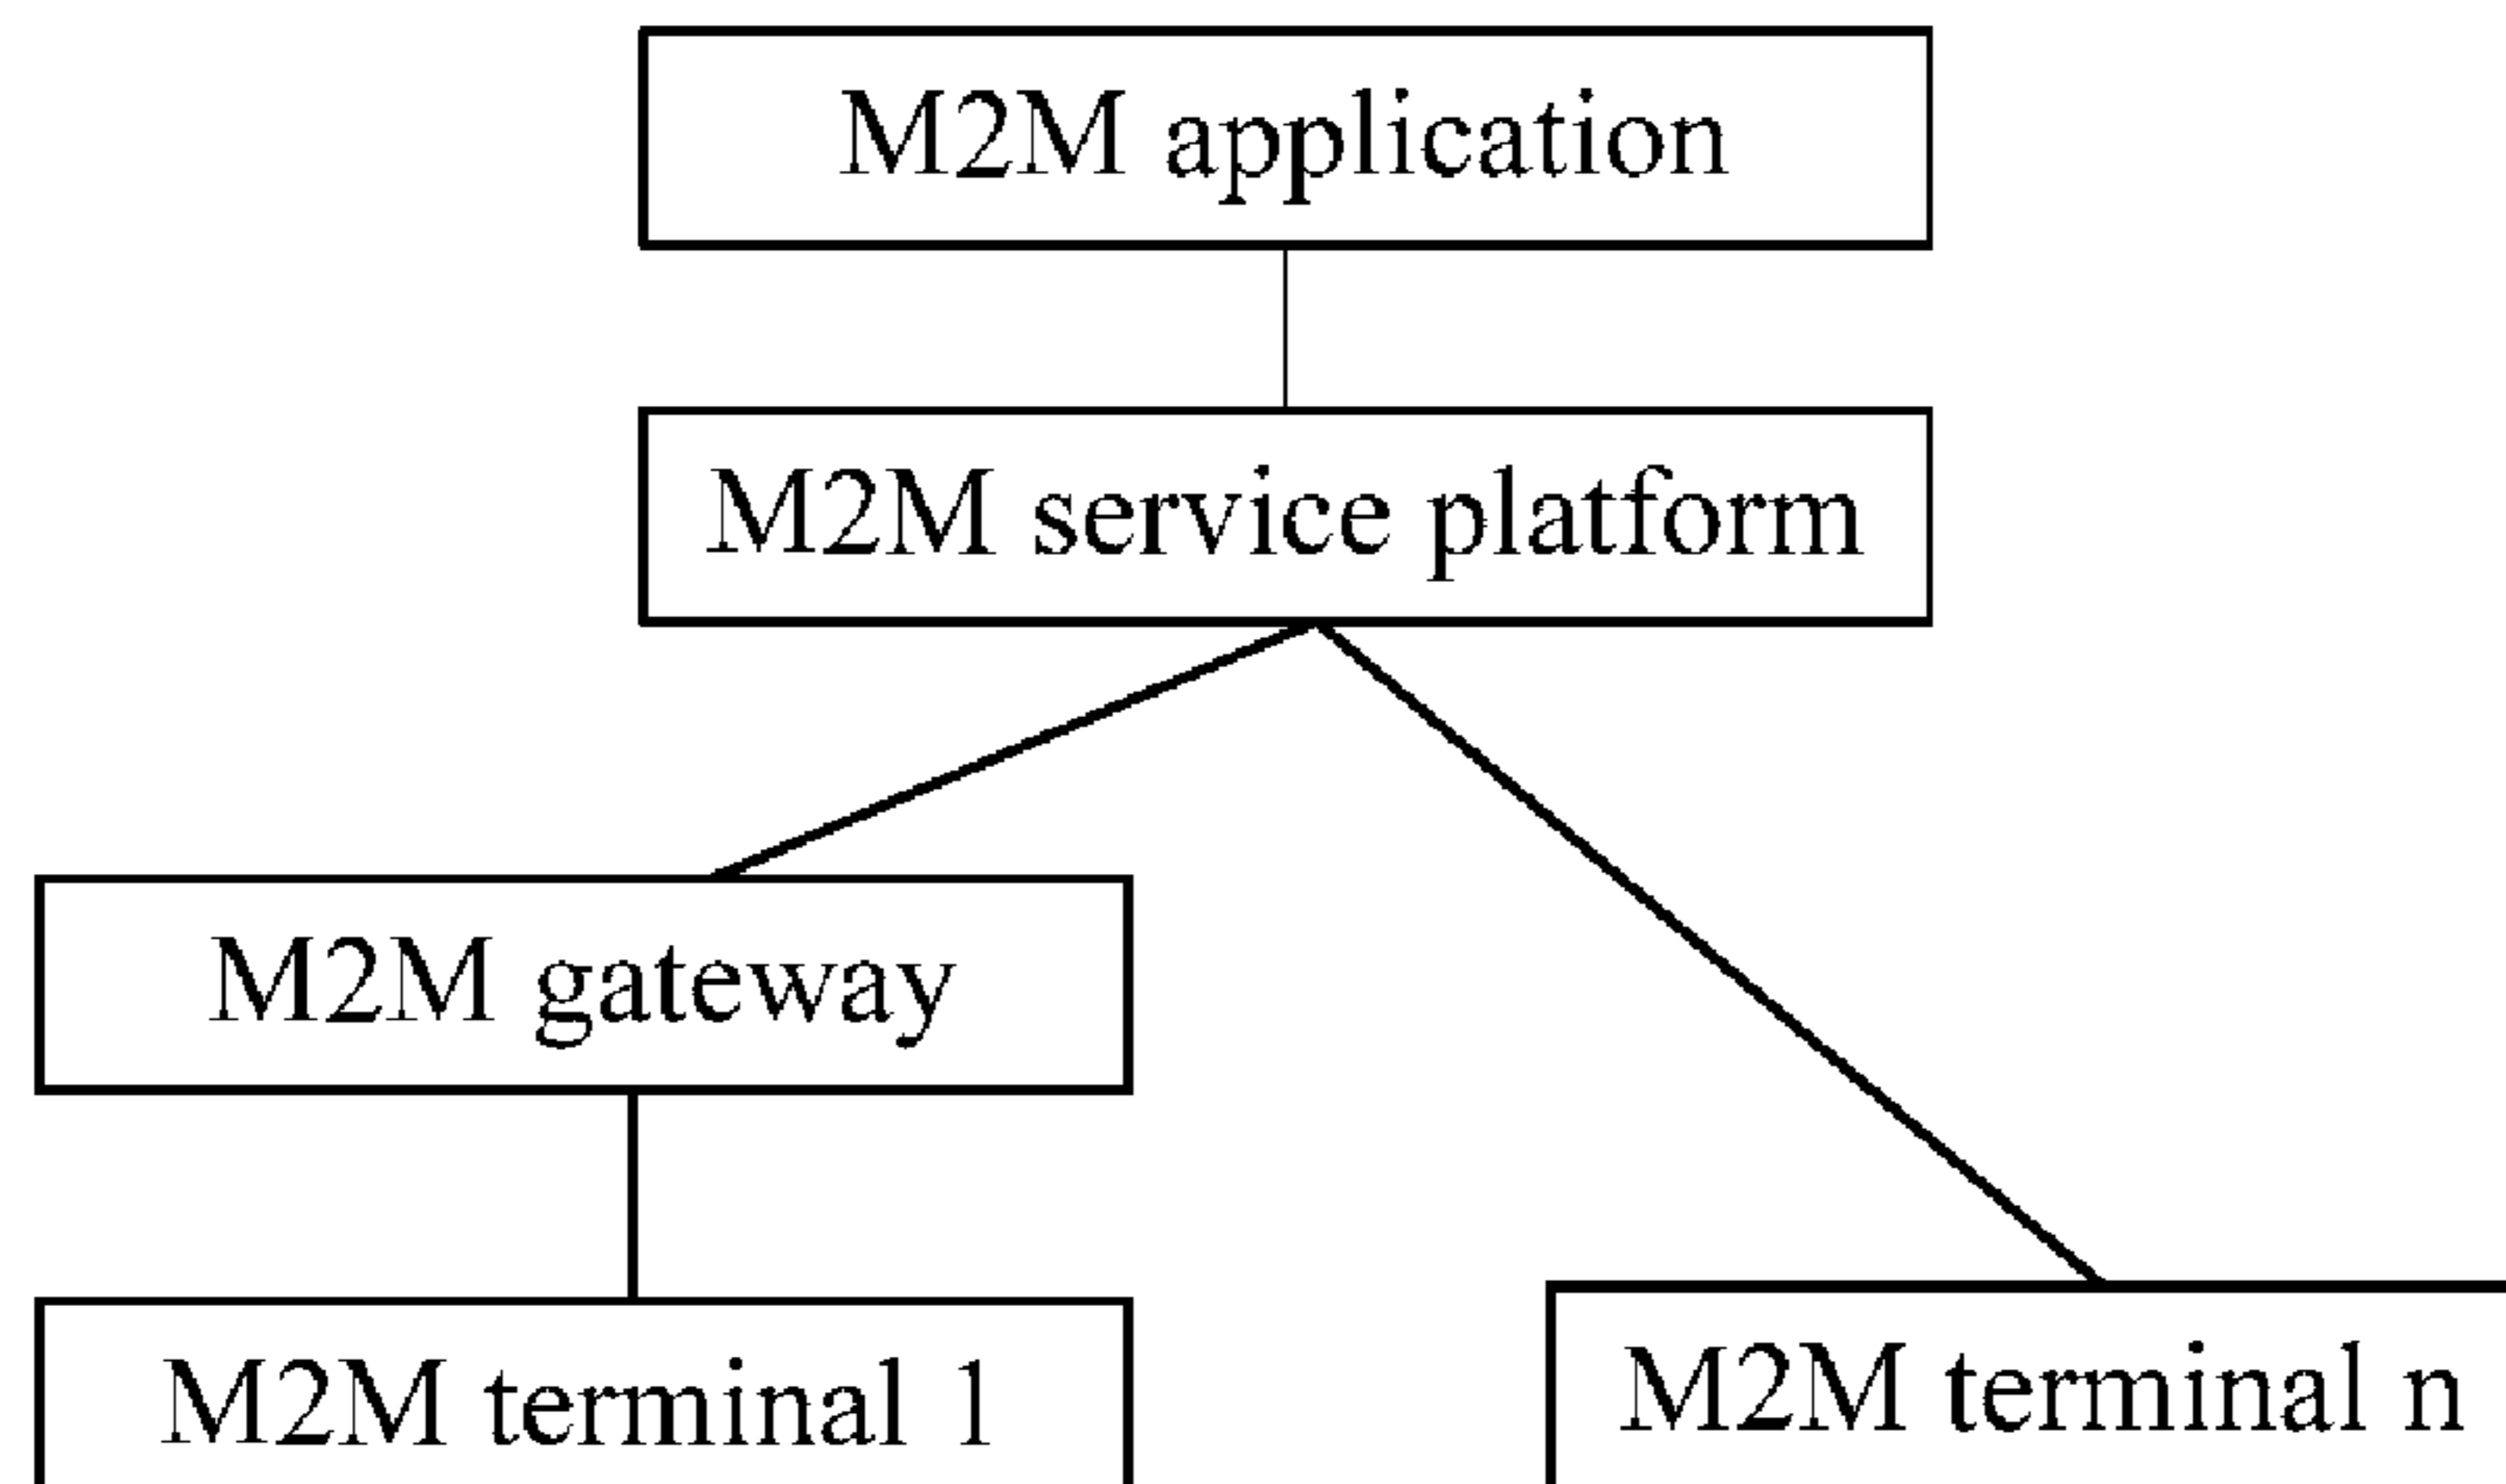 M2M application
M2M service platform
M2M gateway
M2M terminal 1
M2M terminal n